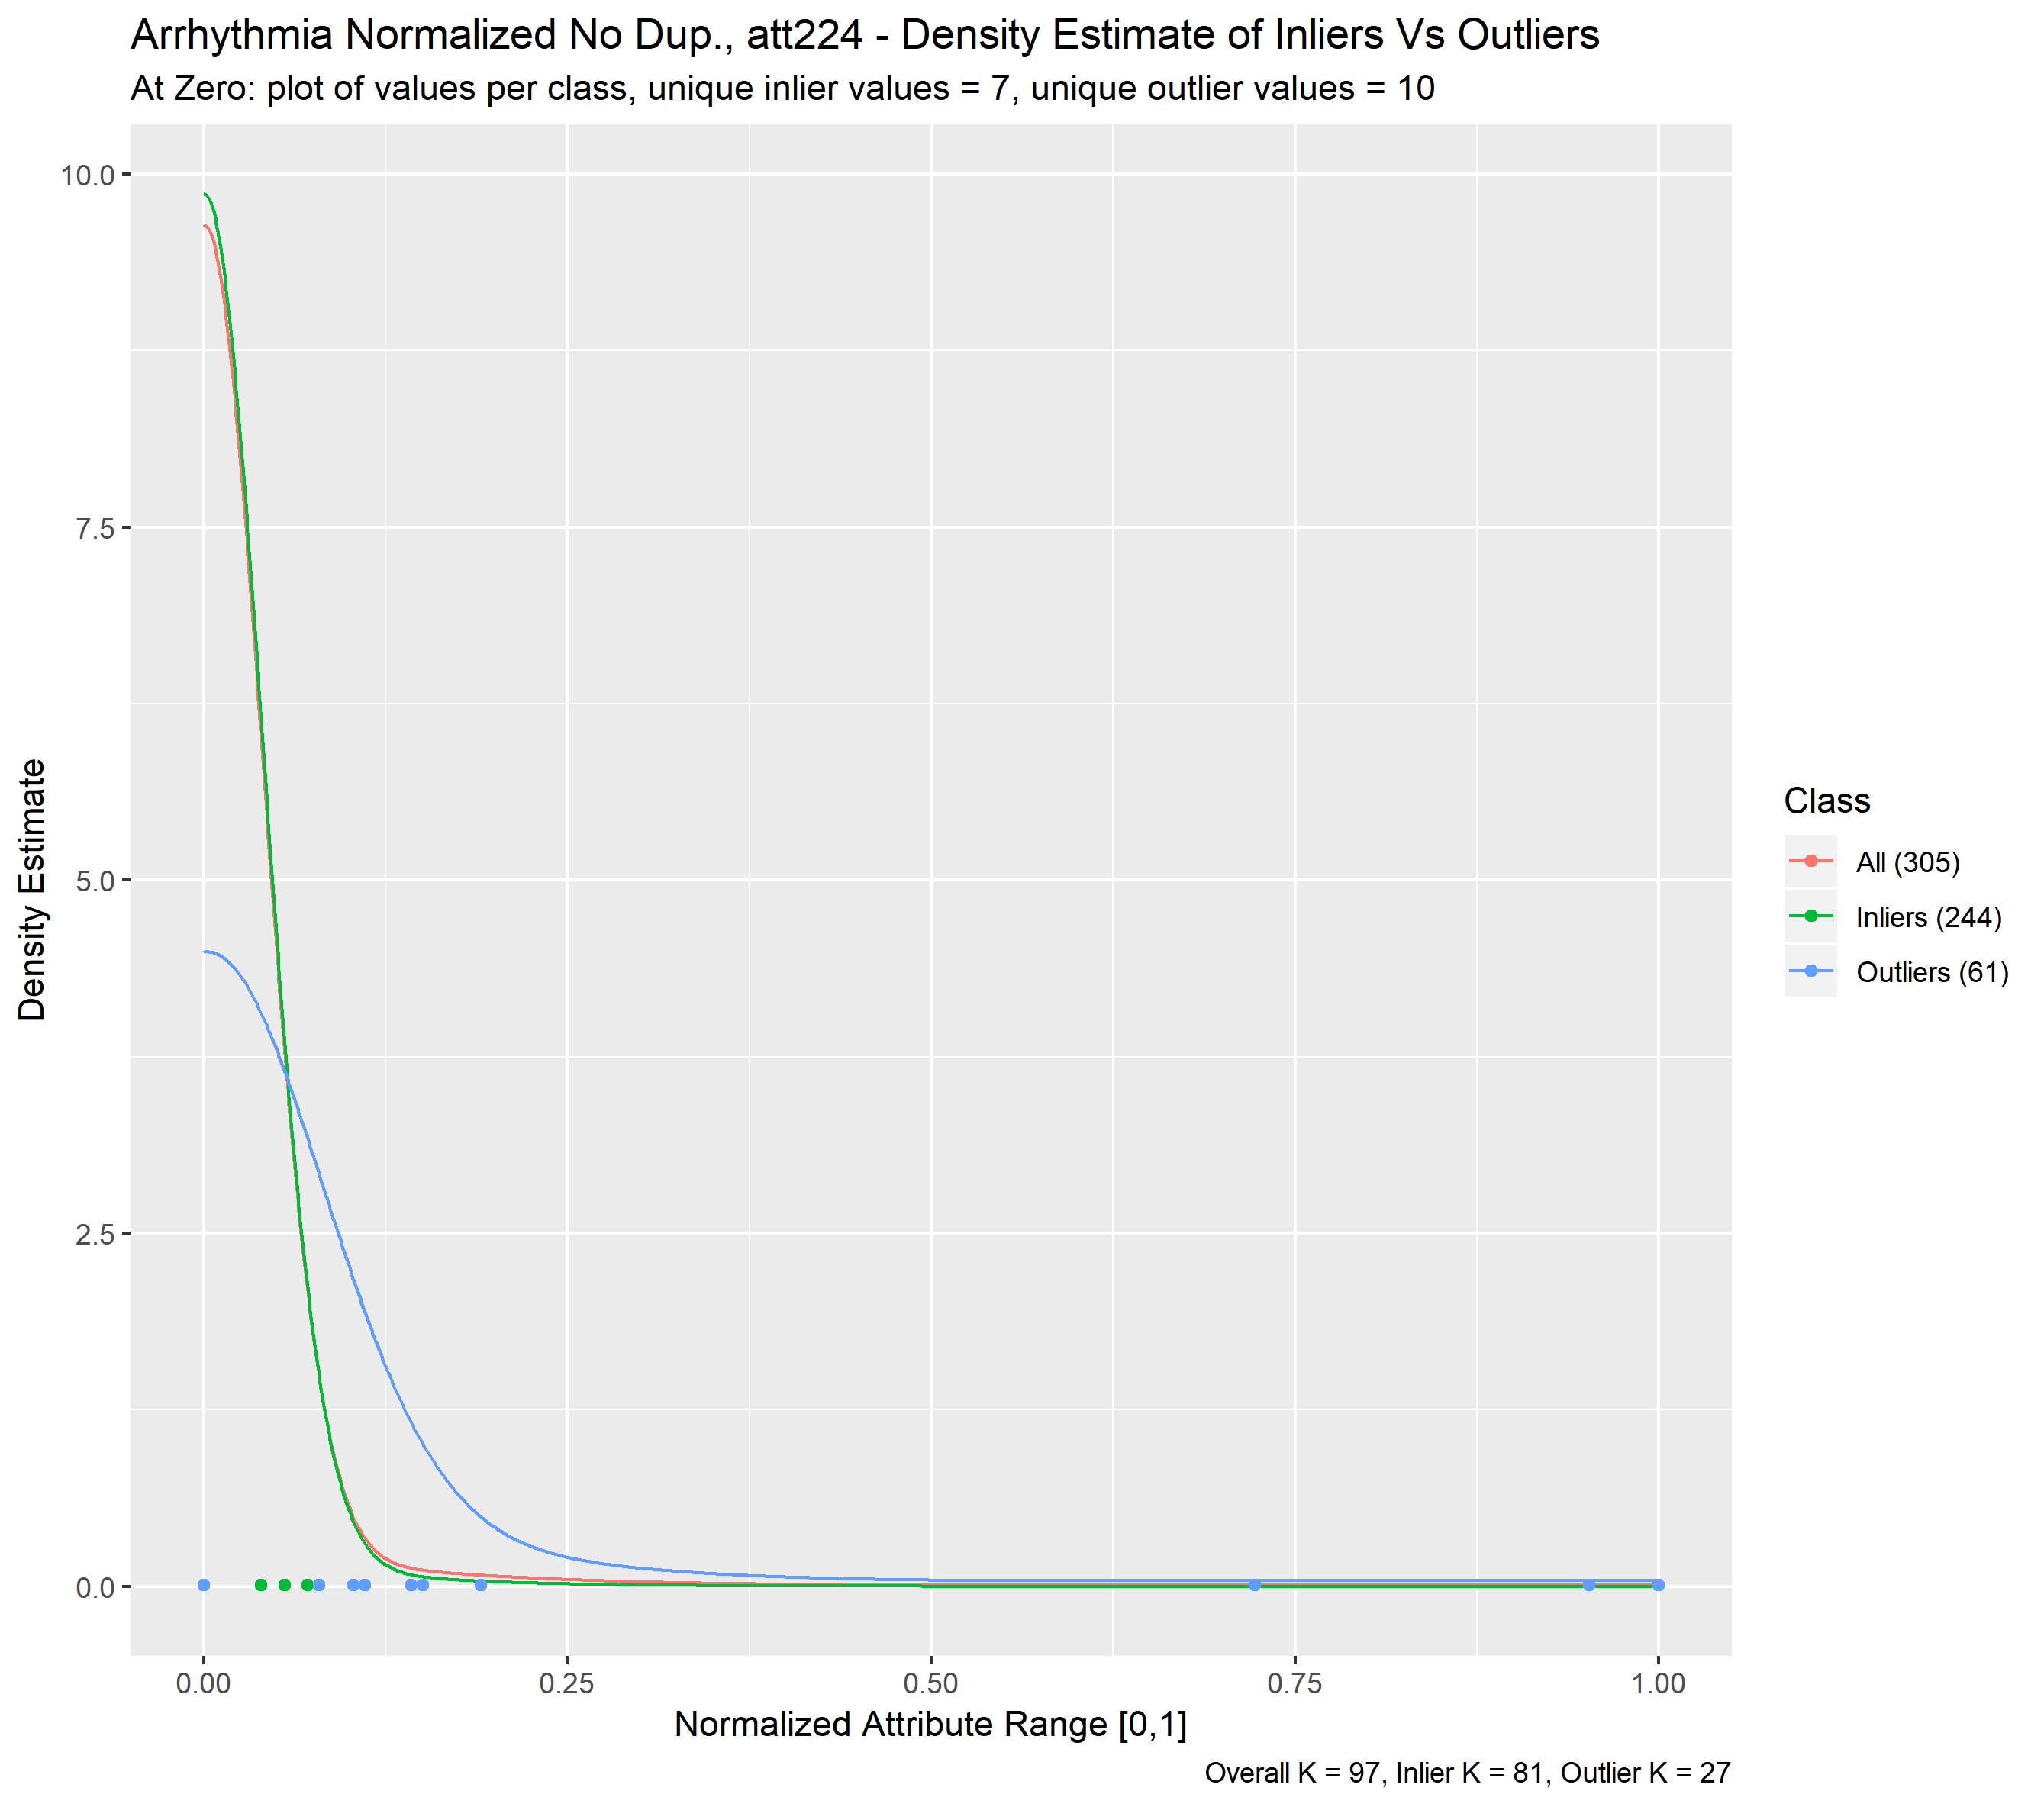 Arrhythmia Normalized No Dup., att224 - Density Estimate of Inliers Vs Outliers
At Zero: plot of values per class, unique inlier values = 7, unique outlier values = 10
10.0
7.5
5.0
2.5
0.0
Density Estimate
0.00 0.25 0.50 0.75 1.00
Normalized Attribute Range [0,1]
Class
All (305)
Inliers (244)
Outliers (61)
Overall K = 97, Inlier K = 81, Outlier K = 27